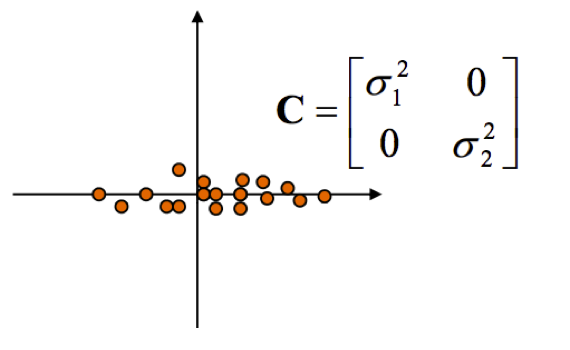 C = [ σ₁² 0
0 σ₂² ]